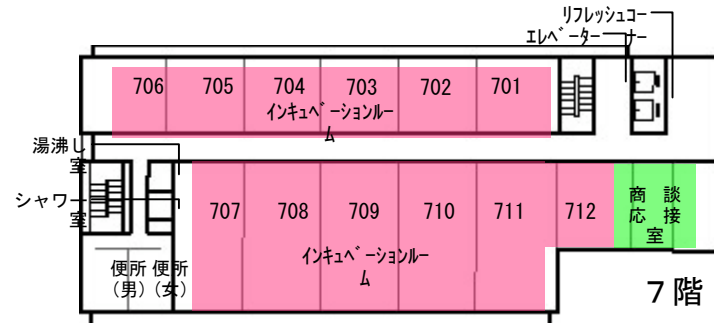 リフレッシュコー
ナー
エレベーター
706 705 704 703 702 701
インキュベーションルー
ム
湯沸し
室
シャワー
室
707 708 709 710 711 712
商 談
応 接
室
インキュベーションルー
ム
便所 便所
(男) (女)
7階